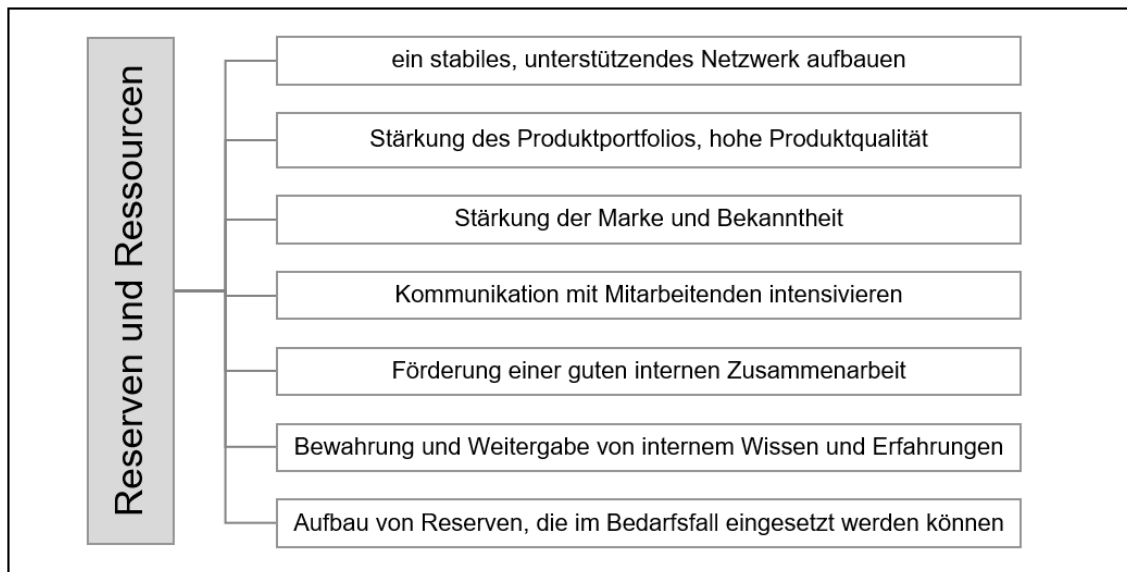 Reserven und Ressourcen
ein stabiles, unterstützendes Netzwerk aufbauen
Stärkung des Produktportfolios, hohe Produktqualität
Stärkung der Marke und Bekanntheit
Kommunikation mit Mitarbeitenden intensivieren
Förderung einer guten internen Zusammenarbeit
Bewahrung und Weitergabe von internem Wissen und Erfahrungen
Aufbau von Reserven, die im Bedarfsfall eingesetzt werden können